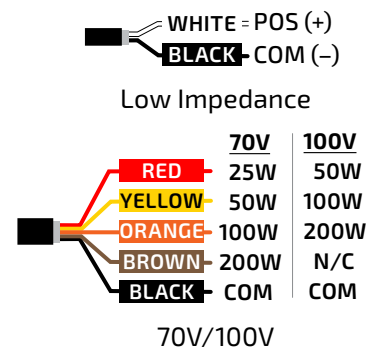 WHITE = POS (+)
BLACK - COM (–)
Low Impedance
70V 100V
RED - 25W 50W
YELLOW - 50W 100W
ORANGE - 100W 200W
BROWN - 200W N/C
BLACK - COM COM
70V/100V